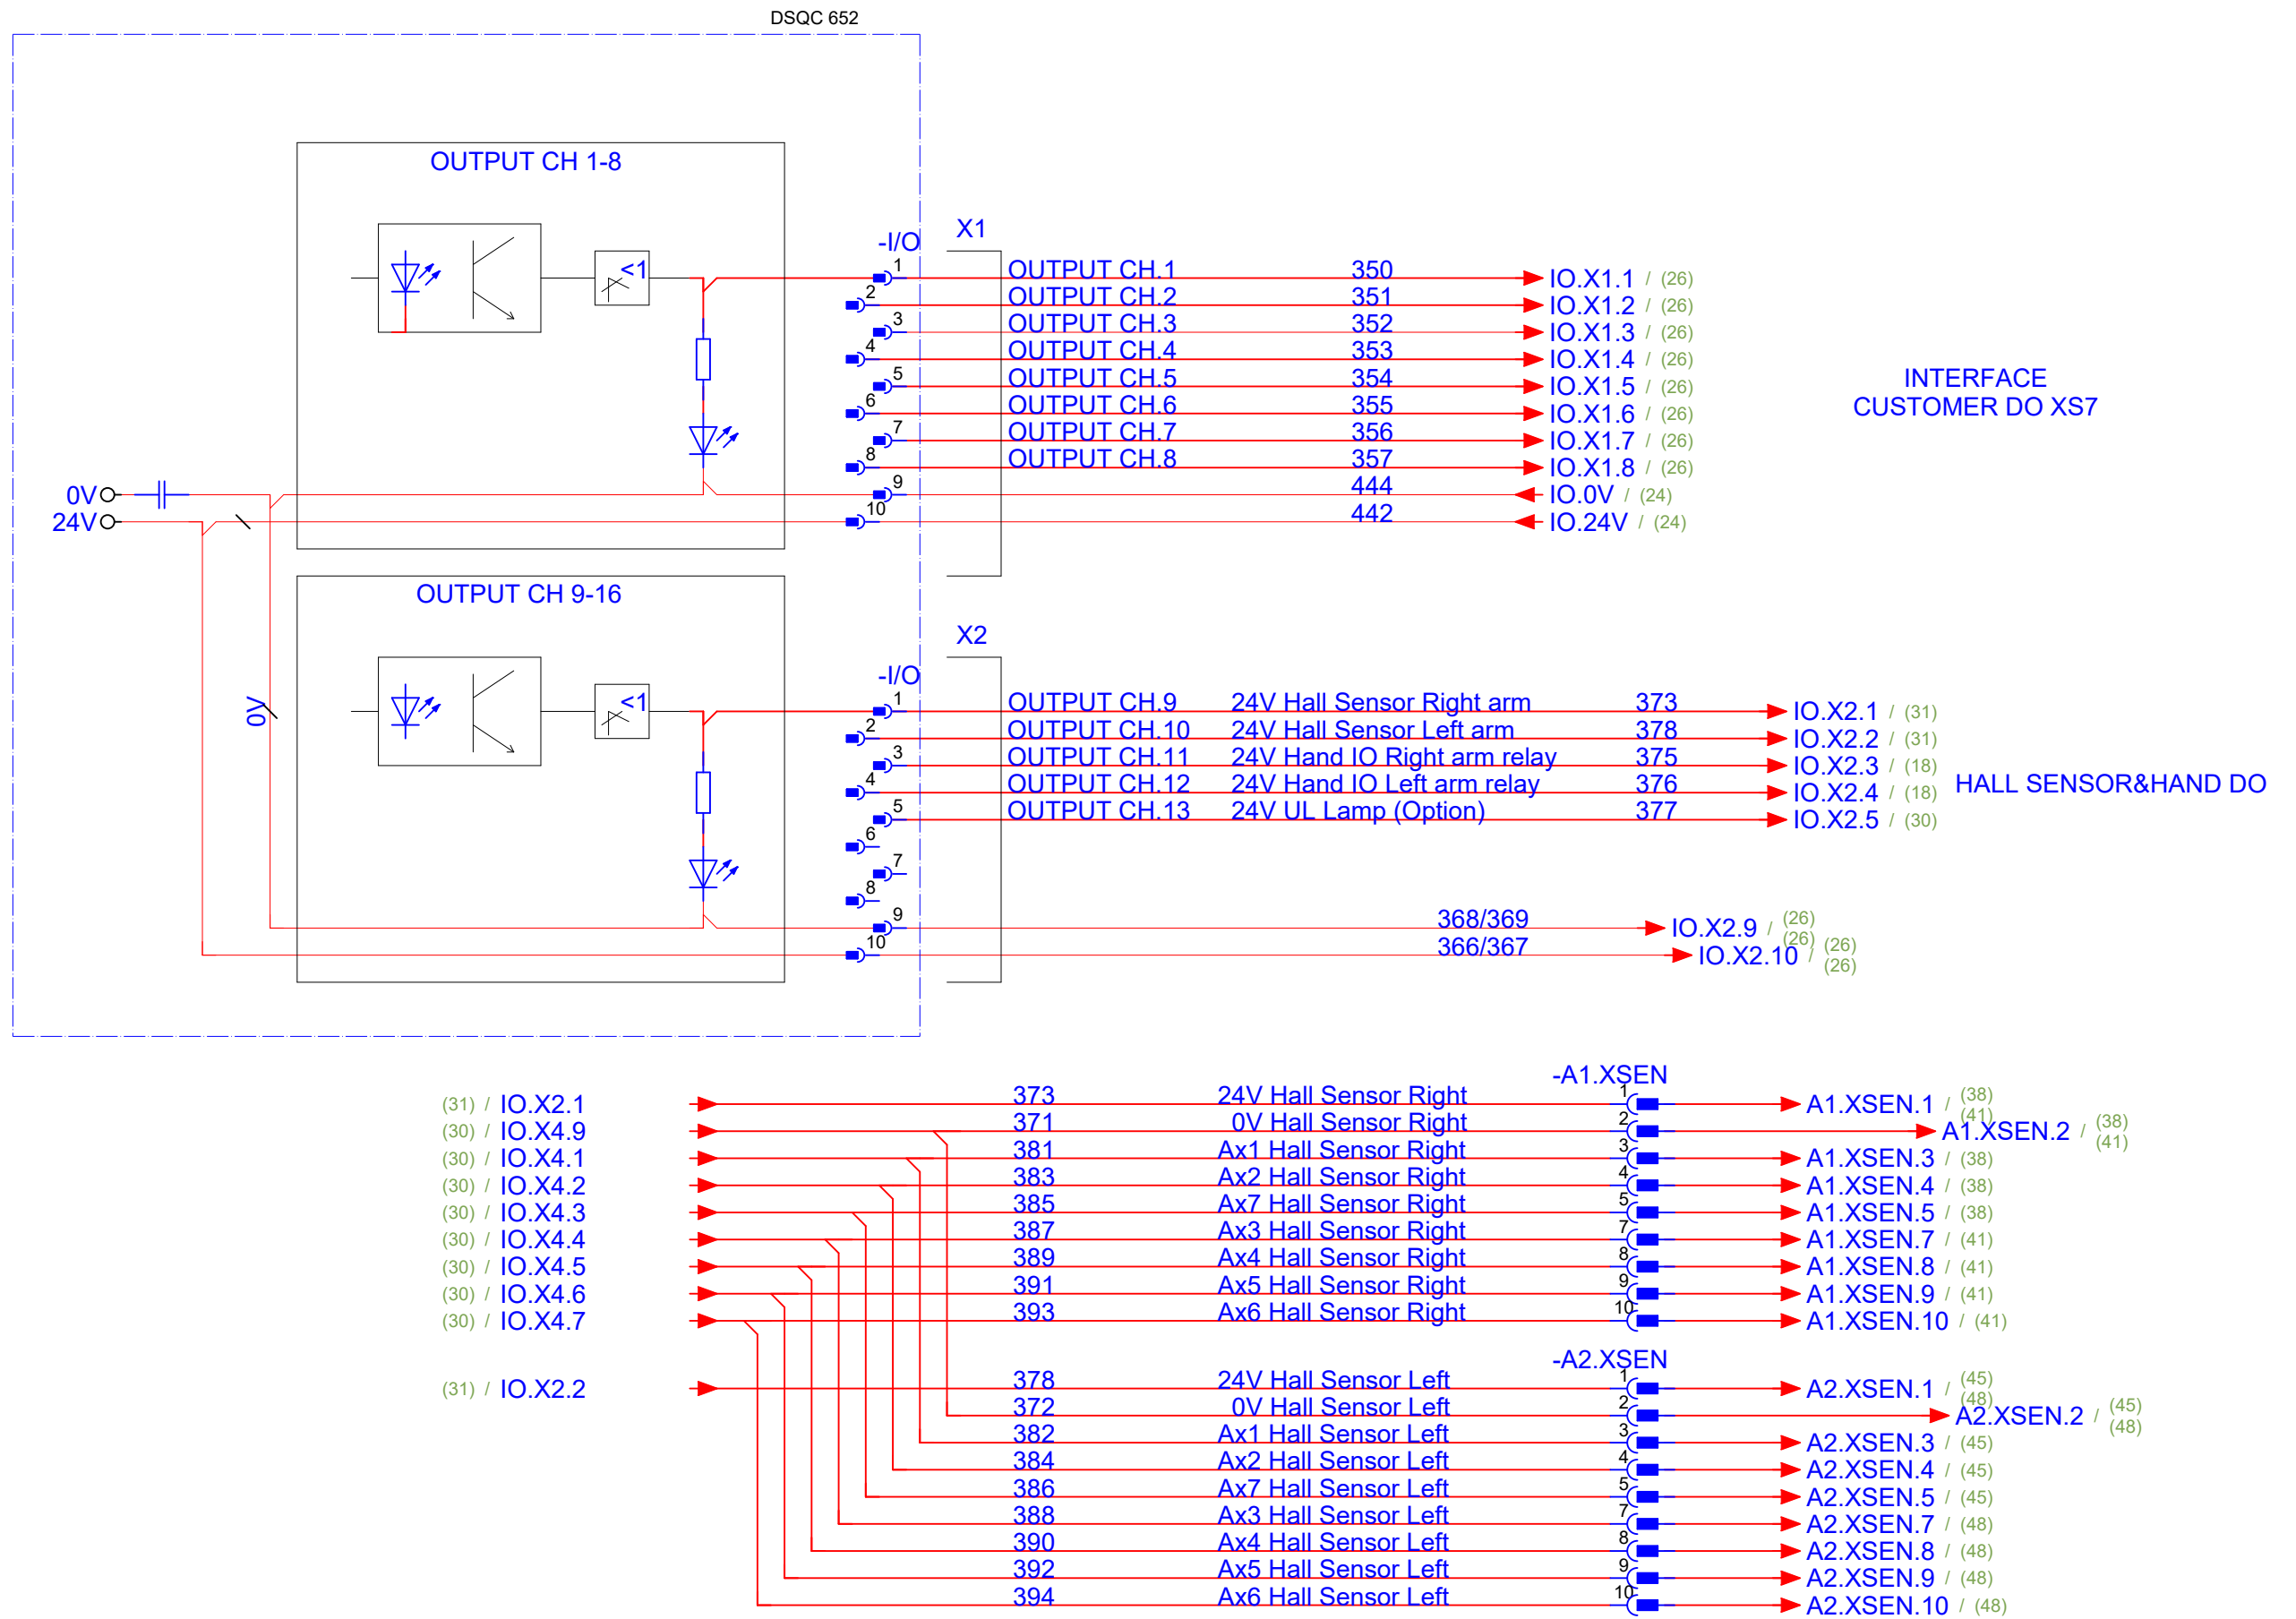 DSQC 652
OUTPUT CH 1-8
<1
-I/O
X1
1 OUTPUT CH.1 350 IO.X1.1 / (26)
2 OUTPUT CH.2 351 IO.X1.2 / (26)
3 OUTPUT CH.3 352 IO.X1.3 / (26)
4 OUTPUT CH.4 353 IO.X1.4 / (26)
5 OUTPUT CH.5 354 IO.X1.5 / (26)
6 OUTPUT CH.6 355 IO.X1.6 / (26)
7 OUTPUT CH.7 356 IO.X1.7 / (26)
8 OUTPUT CH.8 357 IO.X1.8 / (26)
INTERFACE
CUSTOMER DO XS7
0V 9 444 IO.0V / (24)
24V 10 442 IO.24V / (24)
OUTPUT CH 9-16
<1
0V
-I/O
X2
1 OUTPUT CH.9 24V Hall Sensor Right arm 373 IO.X2.1 / (31)
2 OUTPUT CH.10 24V Hall Sensor Left arm 378 IO.X2.2 / (31)
3 OUTPUT CH.11 24V Hand IO Right arm relay 375 IO.X2.3 / (18)
4 OUTPUT CH.12 24V Hand IO Left arm relay 376 IO.X2.4 / (18)
5 OUTPUT CH.13 24V UL Lamp (Option) 377 IO.X2.5 / (30)
HALL SENSOR&HAND DO
6
7
8
9 368/369 IO.X2.9 / (26) (26)
10 366/367 IO.X2.10 / (26) (26)
-A1.XSEN
(31) / IO.X2.1 373 24V Hall Sensor Right 1 A1.XSEN.1 / (38) (41)
(30) / IO.X4.9 371 0V Hall Sensor Right 2 A1.XSEN.2 / (38) (41)
(30) / IO.X4.1 381 Ax1 Hall Sensor Right 3 A1.XSEN.3 / (38)
(30) / IO.X4.2 383 Ax2 Hall Sensor Right 4 A1.XSEN.4 / (38)
(30) / IO.X4.3 385 Ax7 Hall Sensor Right 5 A1.XSEN.5 / (38)
(30) / IO.X4.4 387 Ax3 Hall Sensor Right 7 A1.XSEN.7 / (41)
(30) / IO.X4.5 389 Ax4 Hall Sensor Right 8 A1.XSEN.8 / (41)
(30) / IO.X4.6 391 Ax5 Hall Sensor Right 9 A1.XSEN.9 / (41)
(30) / IO.X4.7 393 Ax6 Hall Sensor Right 10 A1.XSEN.10 / (41)
-A2.XSEN
(31) / IO.X2.2 378 24V Hall Sensor Left 1 A2.XSEN.1 / (45) (48)
372 0V Hall Sensor Left 2 A2.XSEN.2 / (45) (48)
382 Ax1 Hall Sensor Left 3 A2.XSEN.3 / (45)
384 Ax2 Hall Sensor Left 4 A2.XSEN.4 / (45)
386 Ax7 Hall Sensor Left 5 A2.XSEN.5 / (45)
388 Ax3 Hall Sensor Left 7 A2.XSEN.7 / (48)
390 Ax4 Hall Sensor Left 8 A2.XSEN.8 / (48)
392 Ax5 Hall Sensor Left 9 A2.XSEN.9 / (48)
394 Ax6 Hall Sensor Left 10 A2.XSEN.10 / (48)